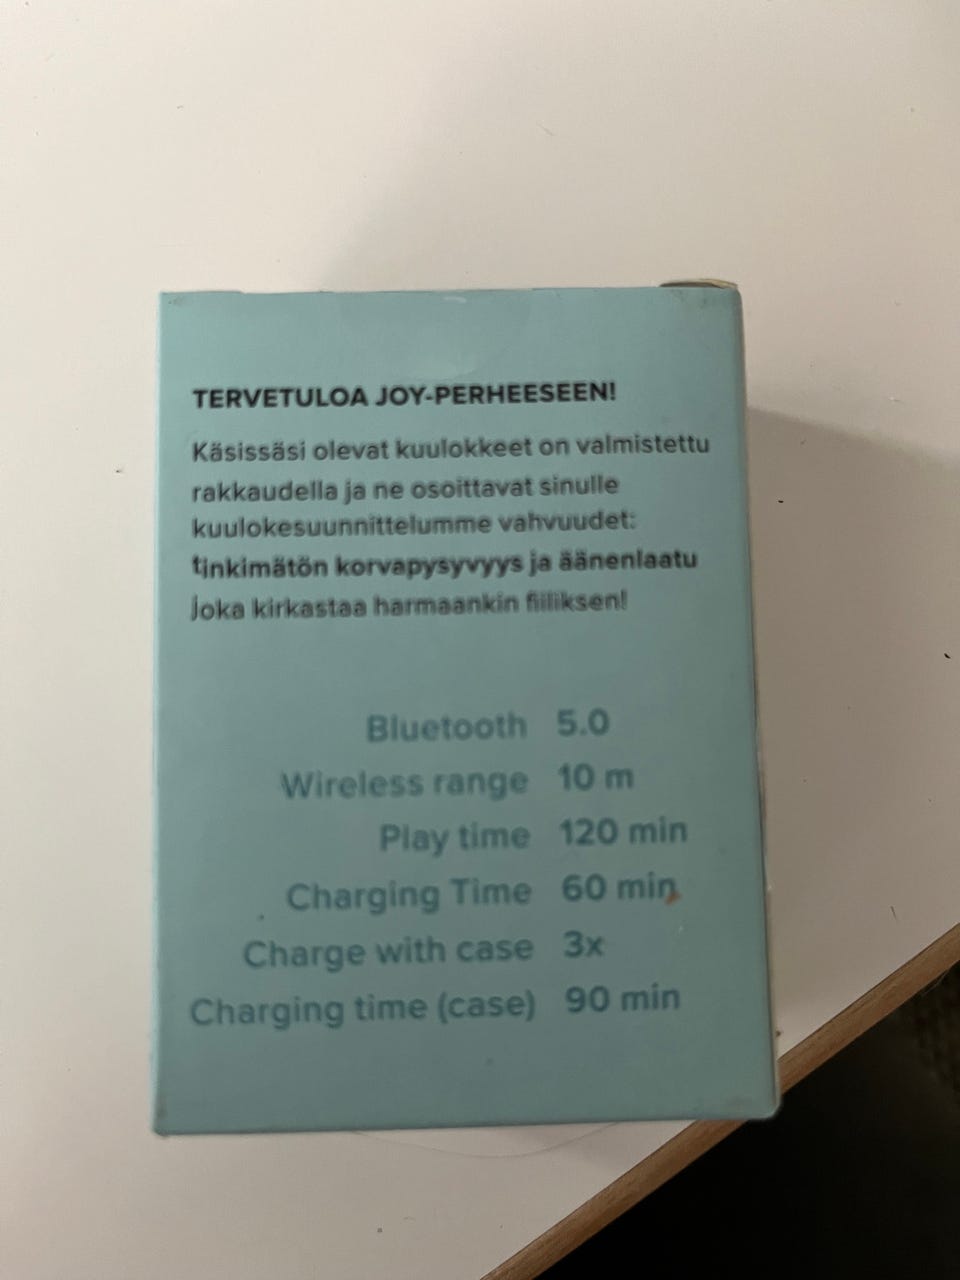 TERVETULOA JOY-PERHEESEEN!
Käsissäsi olevat kuulokkeet on valmistettu
rakkaudella ja ne osoittavat sinulle
kuulokesuunnittelumme vahvuudet:
tinkimätön korvapysyvyys ja äänenlaatu
joka kirkastaa harmaankin fiiliksen!
Bluetooth 5.0
Wireless range 10 m
Play time 120 min
Charging Time 60 min
Charge with case 3x
Charging time (case) 90 min